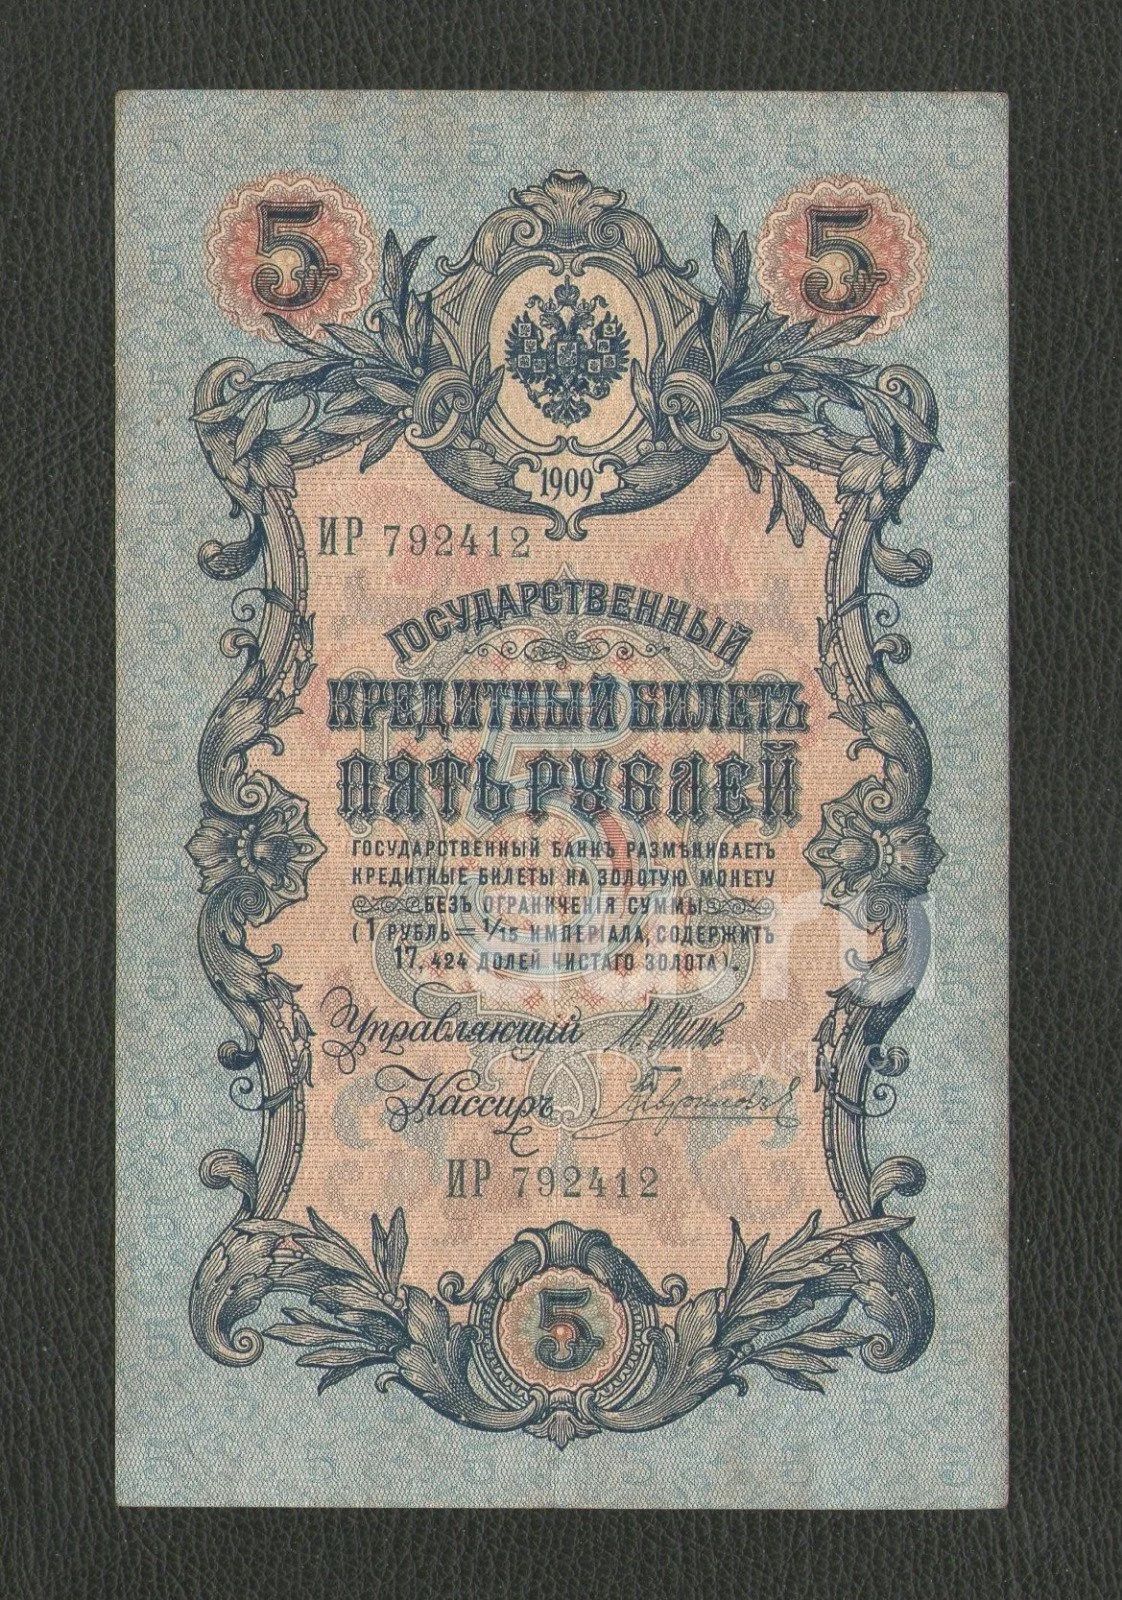 5 5
1909
ИР 792412
ГОСУДАРСТВЕННЫЙ
КРЕДИТНЫЙ БИЛЕТЪ
ПЯТЬ РУБЛЕЙ
ГОСУДАРСТВЕННЫЙ БАНКЪ РАЗМѢНИВАЕТЪ
КРЕДИТНЫЕ БИЛЕТЫ НА ЗОЛОТУЮ МОНЕТУ
БЕЗЪ ОГРАНИЧЕНІЯ СУММЫ
(1 РУБЛЬ = 1/15 ИМПЕРІАЛА, СОДЕРЖИТЪ
17,424 ДОЛЕЙ ЧИСТАГО ЗОЛОТА).
Управляющій
Кассиръ
ИР 792412
5